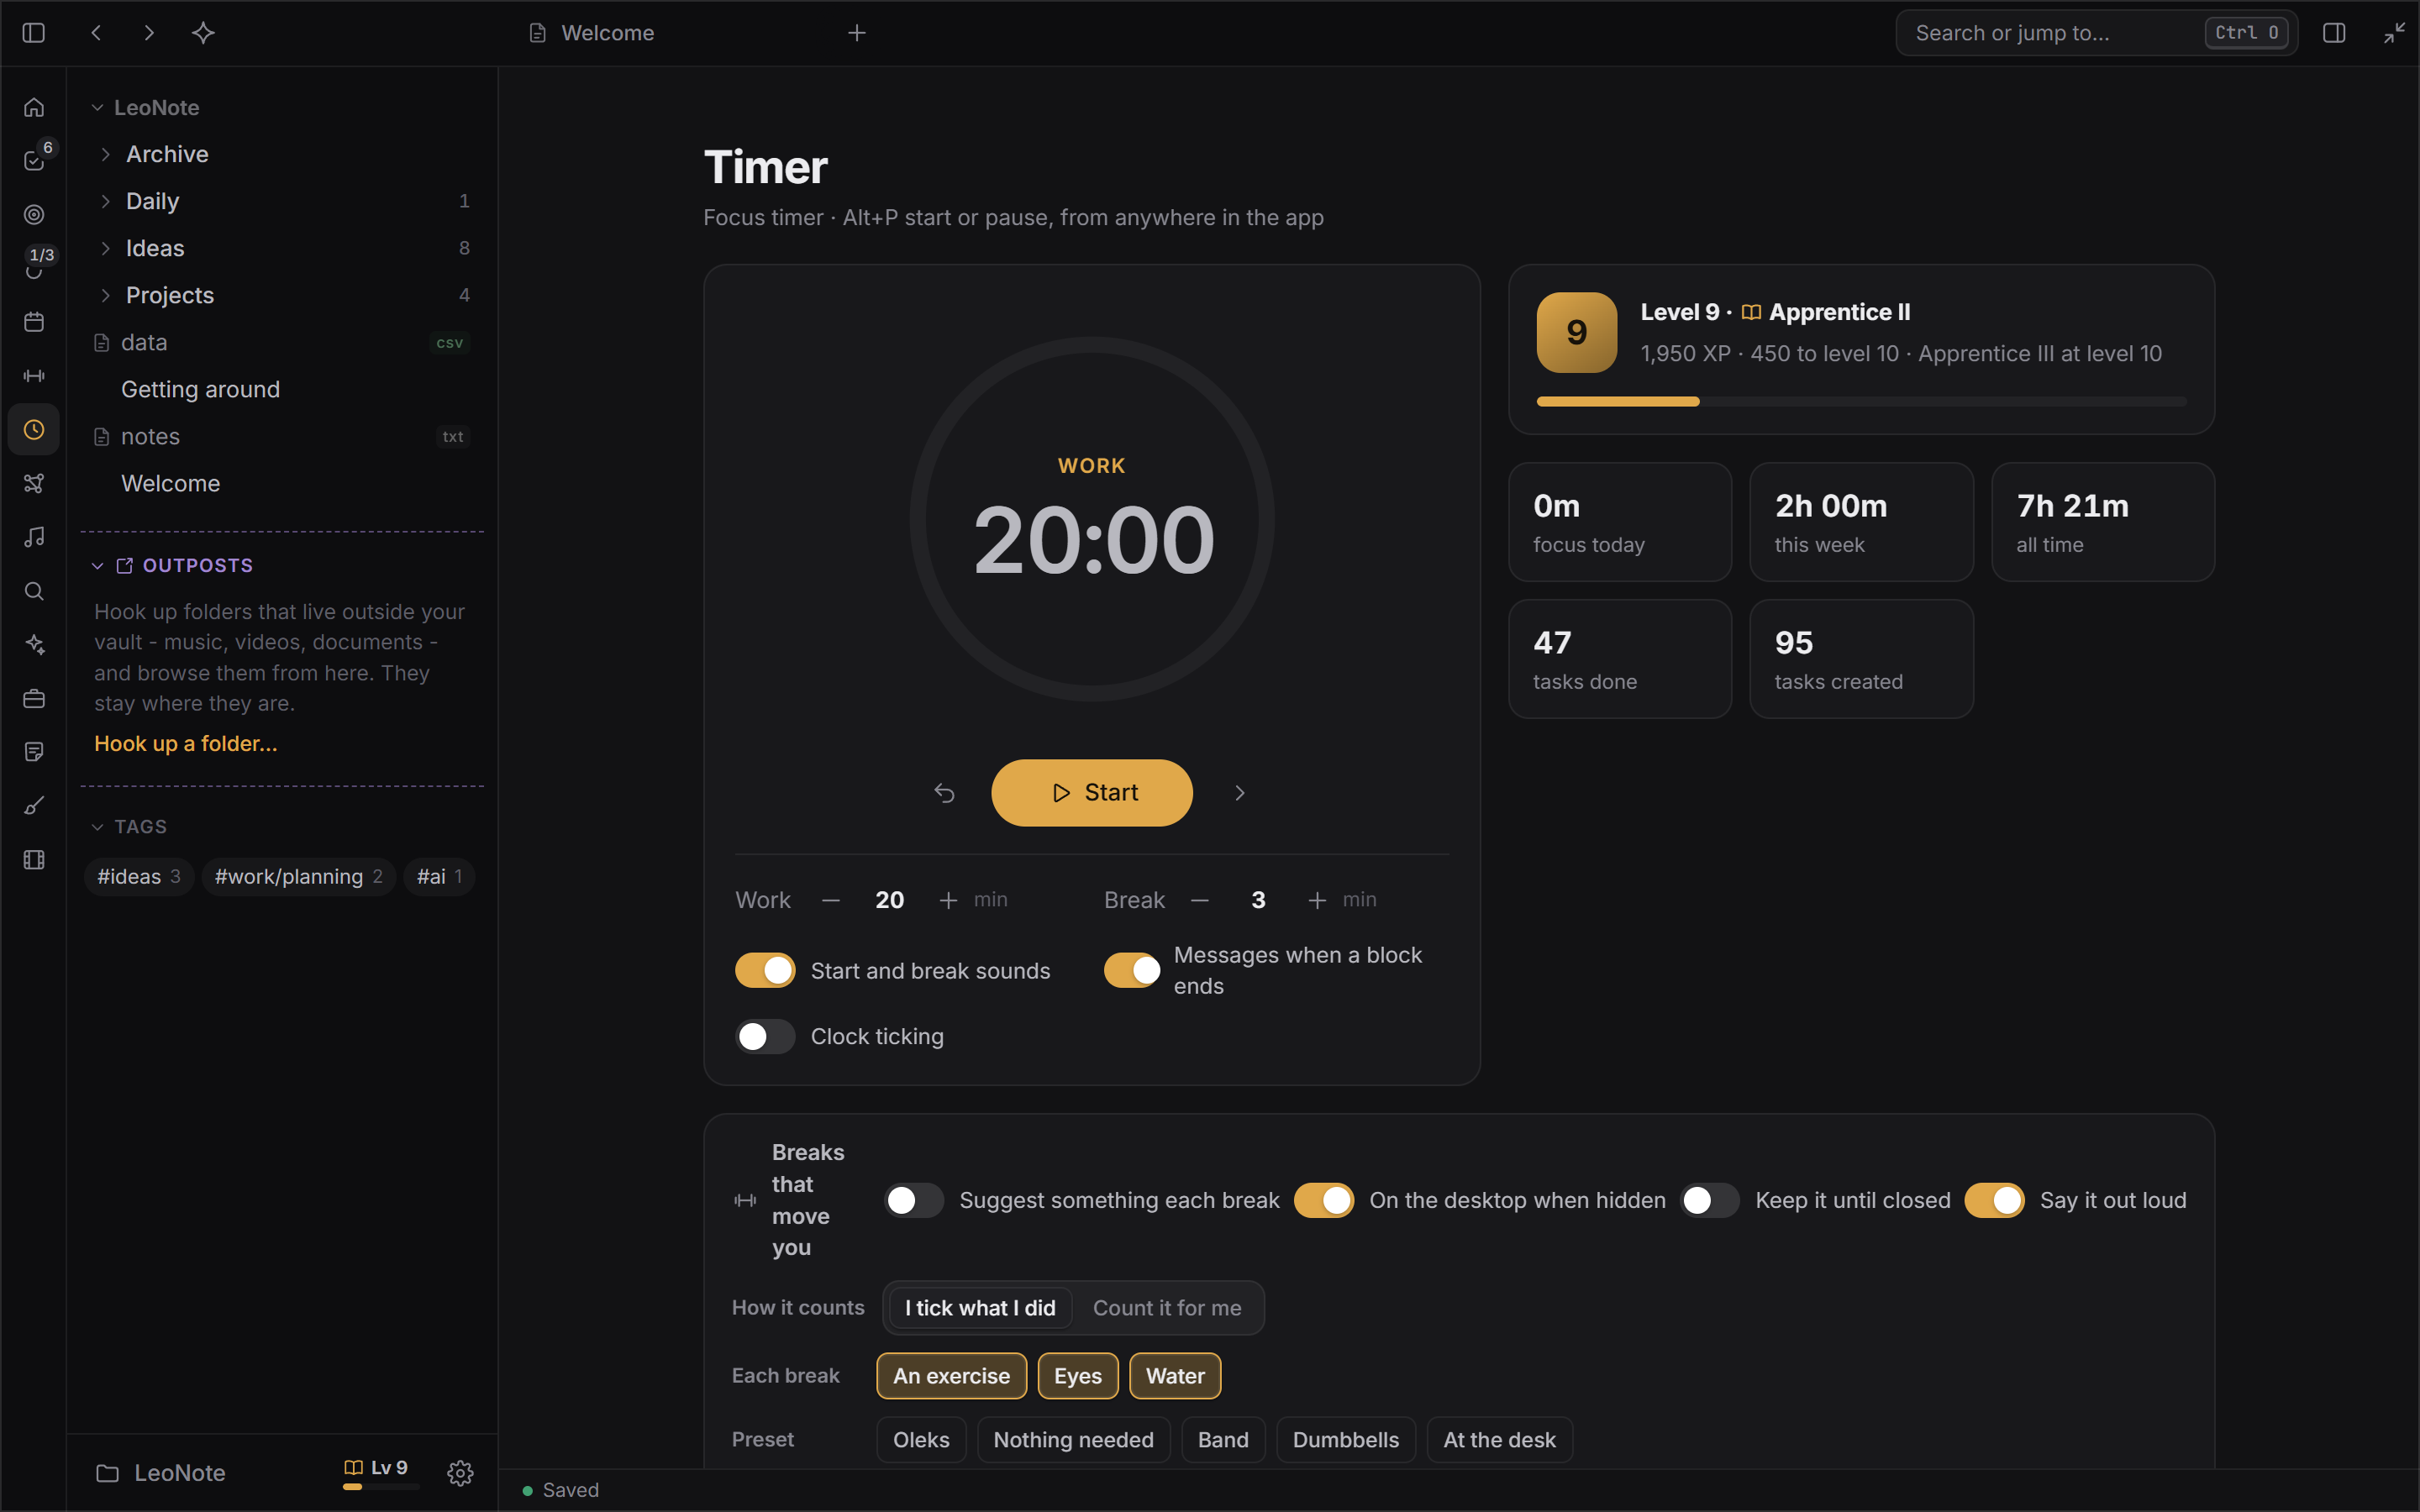 Welcome
Search or jump to...
Ctrl O
LeoNote
Archive
6
Daily 1
Ideas 8
1/3
Projects 4
data csv
Getting around
notes txt
Welcome
OUTPOSTS
Hook up folders that live outside your
vault - music, videos, documents -
and browse them from here. They
stay where they are.
Hook up a folder...
TAGS
#ideas 3 #work/planning 2 #ai 1
LeoNote
Lv 9
Timer
Focus timer · Alt+P start or pause, from anywhere in the app
WORK
20:00
Start
Work 20 min
Break 3 min
Start and break sounds
Messages when a block
ends
Clock ticking
9
Level 9 · Apprentice II
1,950 XP · 450 to level 10 · Apprentice III at level 10
0m
focus today
2h 00m
this week
7h 21m
all time
47
tasks done
95
tasks created
Breaks
that
move
you
Suggest something each break
On the desktop when hidden
Keep it until closed
Say it out loud
How it counts
I tick what I did
Count it for me
Each break
An exercise
Eyes
Water
Preset
Oleks
Nothing needed
Band
Dumbbells
At the desk
Saved